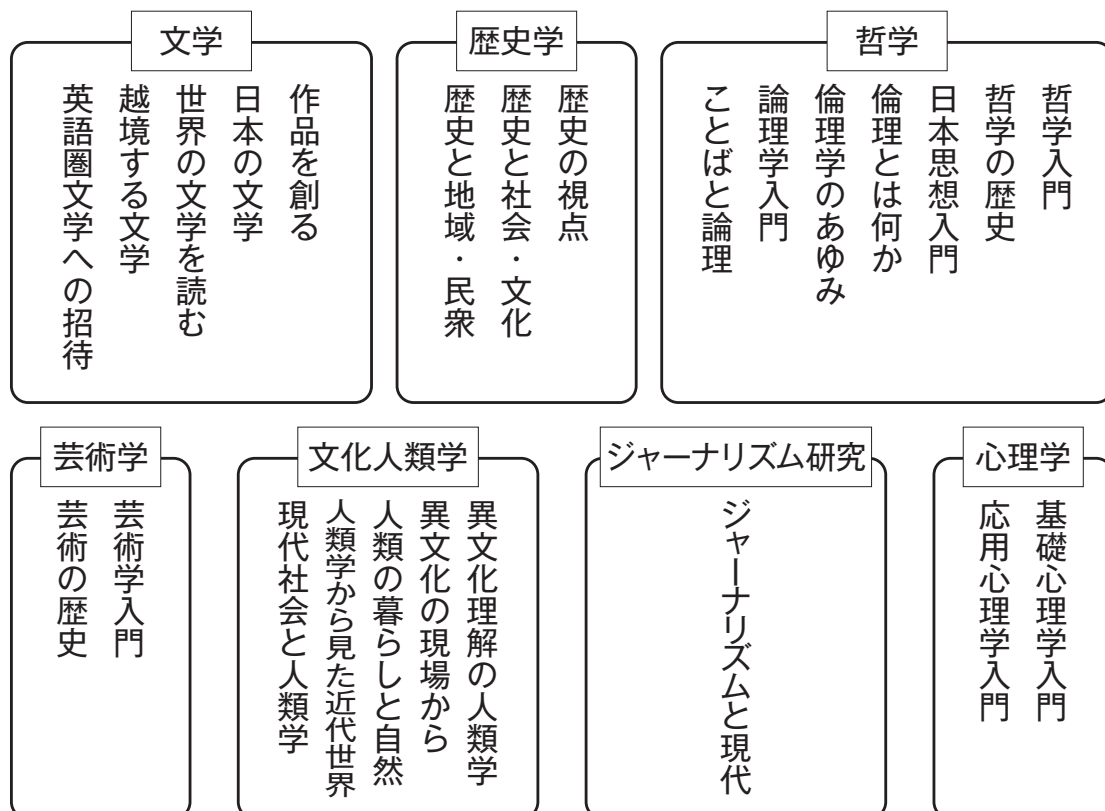 哲学
哲学入門
哲学の歴史
日本思想入門
倫理とは何か
倫理学のあゆみ
論理学入門
ことばと論理
歴史学
歴史の視点
歴史と社会・文化
歴史と地域・民衆
文学
作品を創る
日本の文学
世界の文学を読む
越境する文学
英語圏文学への招待
心理学
基礎心理学入門
応用心理学入門
ジャーナリズム研究
ジャーナリズムと現代
文化人類学
異文化理解の人類学
異文化の現場から
人類の暮らしと自然
人類学から見た近代世界
現代社会と人類学
芸術学
芸術学入門
芸術の歴史